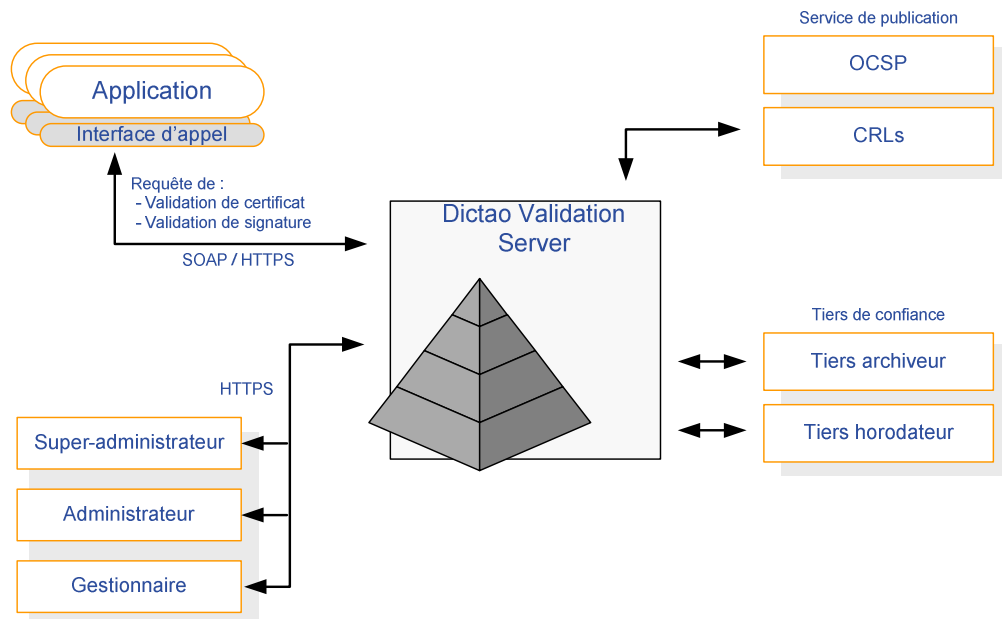 Service de publication
OCSP
CRLs
Application
Interface d'appel
Requête de :
- Validation de certificat
- Validation de signature
SOAP / HTTPS
Dictao Validation
Server
Tiers de confiance
Tiers archiveur
Tiers horodateur
HTTPS
Super-administrateur
Administrateur
Gestionnaire